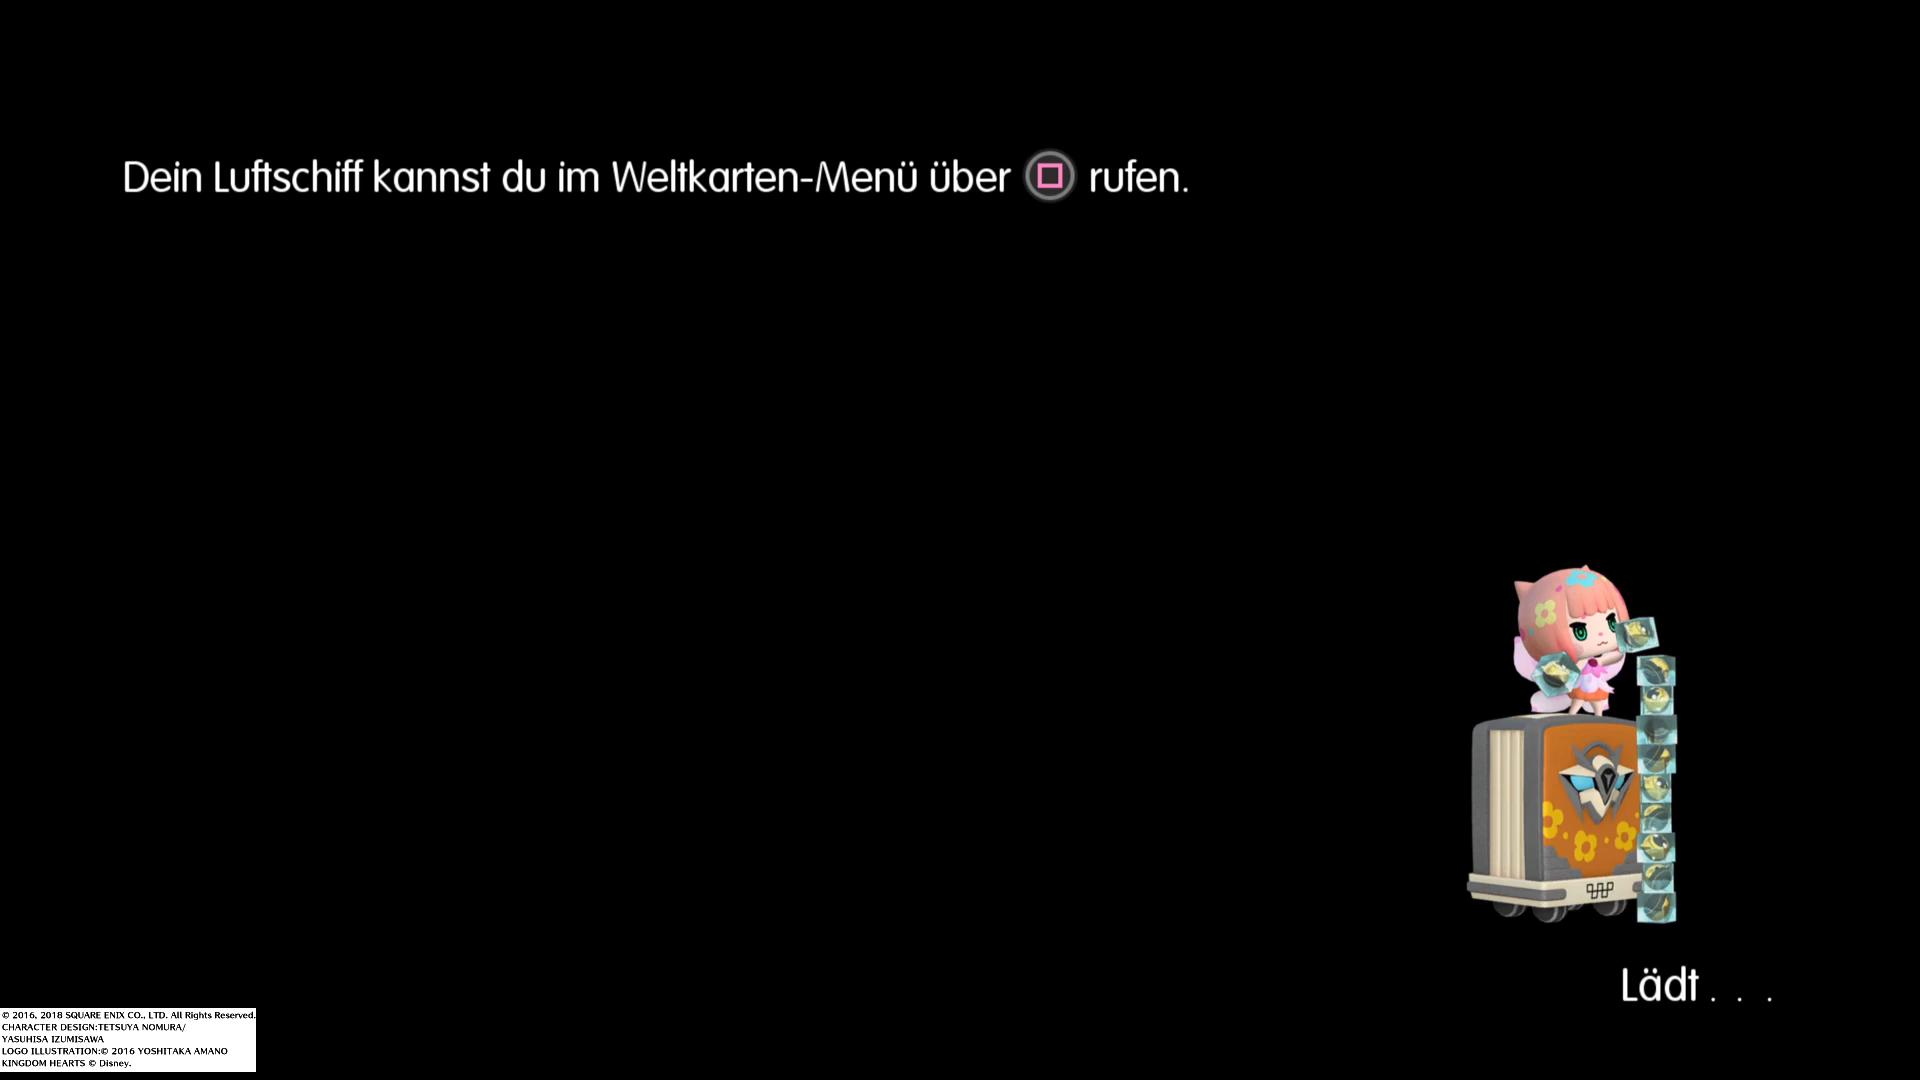 Dein Luftschiff kannst du im Weltkarten-Menü über rufen.
Lädt . . .
© 2016, 2018 SQUARE ENIX CO., LTD. All Rights Reserved.
CHARACTER DESIGN:TETSUYA NOMURA/
YASUHISA IZUMISAWA
LOGO ILLUSTRATION:© 2016 YOSHITAKA AMANO
KINGDOM HEARTS © Disney.